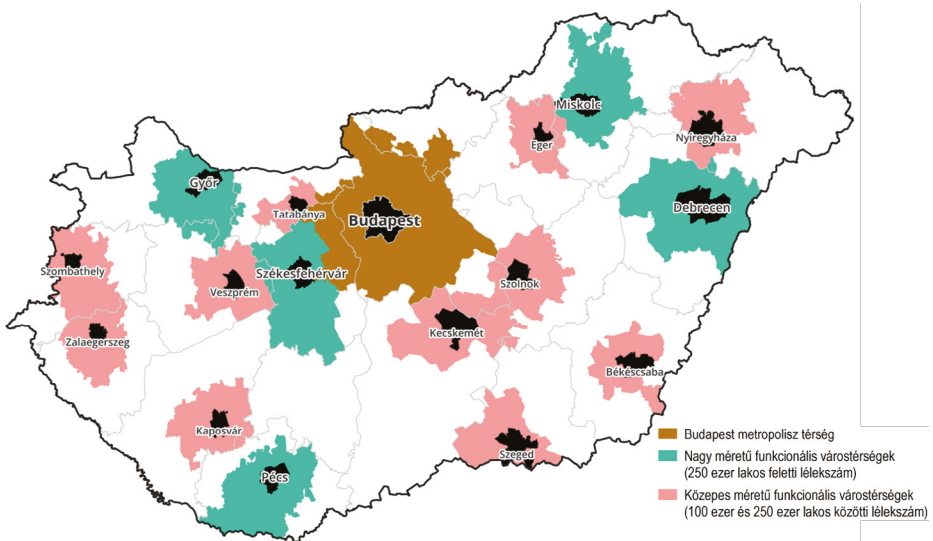 Miskolc
Eger
Nyíregyháza
Győr
Tatabánya
Budapest
Debrecen
Szombathely
Székesfehérvár
Veszprém
Szolnok
Zalaegerszeg
Kecskemét
Békéscsaba
Kaposvár
Szeged
Pécs
Budapest metropolisz térség
Nagy méretű funkcionális várostérségek
(250 ezer lakos feletti lélekszám)
Közepes méretű funkcionális várostérségek
(100 ezer és 250 ezer lakos közötti lélekszám)